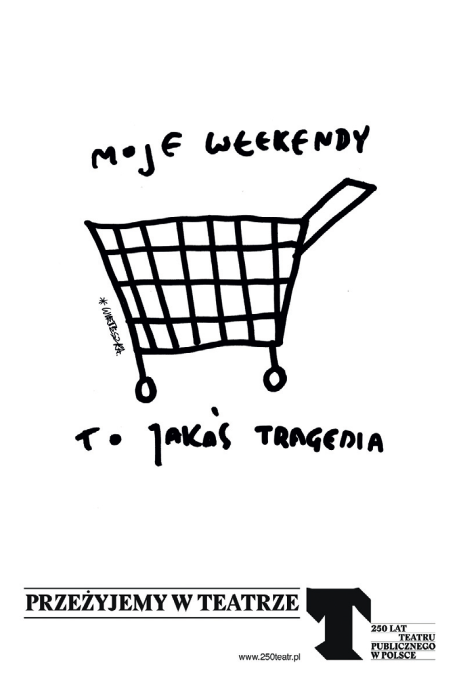 MOJE WEEKENDY
TO JAKAŚ TRAGEDIA
PRZEŻYJEMY W TEATRZE
www.250teatr.pl
T
250 LAT
TEATRU
PUBLICZNEGO
W POLSCE